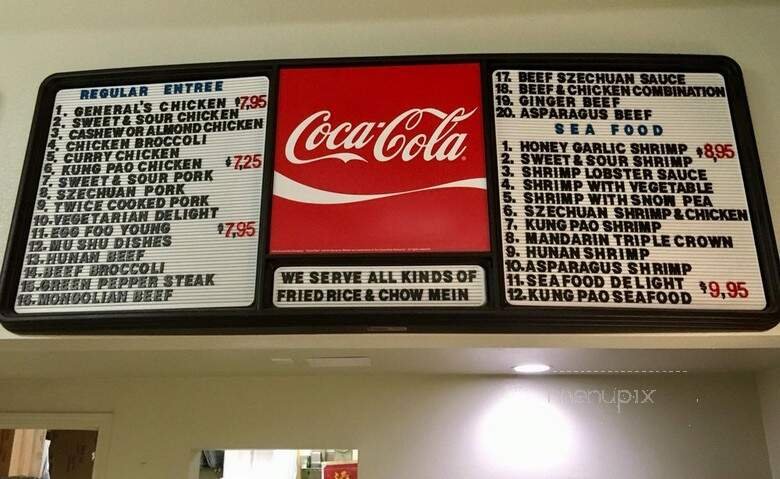 REGULAR ENTREE
1. GENERAL'S CHICKEN $7,95
2. SWEET & SOUR CHICKEN
3. CASHEW OR ALMOND CHICKEN
4. CHICKEN BROCCOLI
5. CURRY CHICKEN
6. KUNG PAO CHICKEN $7,25
7. SWEET & SOUR PORK
8. SZECHUAN PORK
9. TWICE COOKED PORK
10. VEGETARIAN DELIGHT
11. EGG FOO YOUNG $7,95
12. MU SHU DISHES
13. HUNAN BEEF
14. BEEF BROCCOLI
15. GREEN PEPPER STEAK
16. MONGOLIAN BEEF
Coca-Cola
WE SERVE ALL KINDS OF
FRIED RICE & CHOW MEIN
17. BEEF SZECHUAN SAUCE
18. BEEF & CHICKEN COMBINATION
19. GINGER BEEF
20. ASPARAGUS BEEF
SEA FOOD
1. HONEY GARLIC SHRIMP $8,95
2. SWEET & SOUR SHRIMP
3. SHRIMP LOBSTER SAUCE
4. SHRIMP WITH VEGETABLE
5. SHRIMP WITH SNOW PEA
6. SZECHUAN SHRIMP & CHICKEN
7. KUNG PAO SHRIMP
8. MANDARIN TRIPLE CROWN
9. HUNAN SHRIMP
10. ASPARAGUS SHRIMP
11. SEAFOOD DELIGHT $9,95
12. KUNG PAO SEAFOOD
menupix